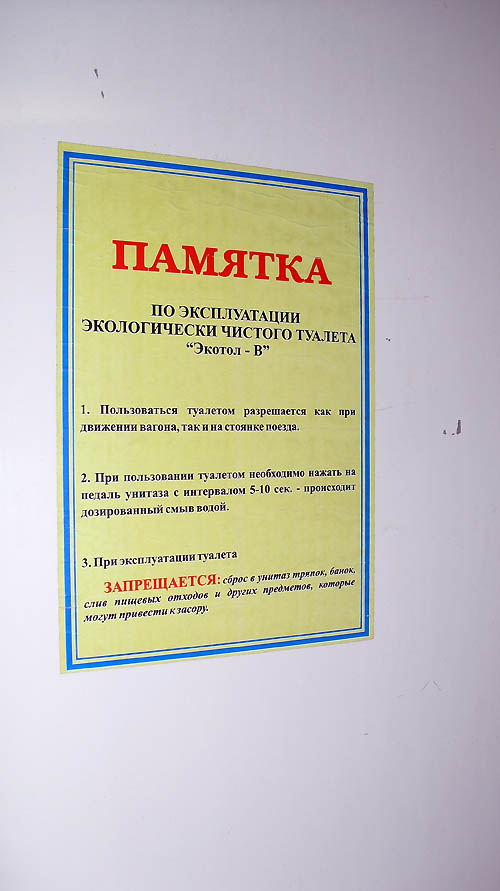 ПАМЯТКА
ПО ЭКСПЛУАТАЦИИ
ЭКОЛОГИЧЕСКИ ЧИСТОГО ТУАЛЕТА
“Экотол - В”
1. Пользоваться туалетом разрешается как при
движении вагона, так и на стоянке поезда.
2. При пользовании туалетом необходимо нажать на
педаль унитаза с интервалом 5-10 сек. - происходит
дозированный смыв водой.
3. При эксплуатации туалета
ЗАПРЕЩАЕТСЯ: сброс в унитаз тряпок, банок,
слив пищевых отходов и других предметов, которые
могут привести к засору.